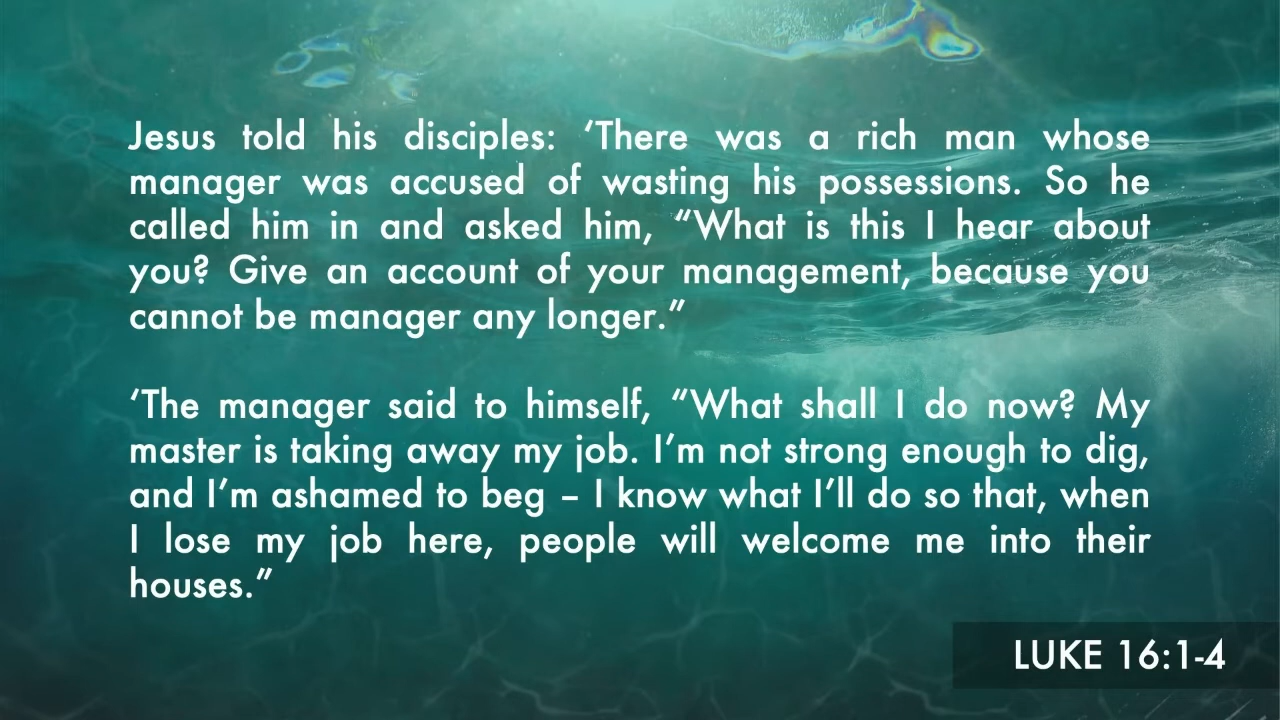 Jesus told his disciples: ‘There was a rich man whose
manager was accused of wasting his possessions. So he
called him in and asked him, “What is this I hear about
you? Give an account of your management, because you
cannot be manager any longer.”
‘The manager said to himself, “What shall I do now? My
master is taking away my job. I’m not strong enough to dig,
and I’m ashamed to beg – I know what I’ll do so that, when
I lose my job here, people will welcome me into their
houses.”
LUKE 16:1-4